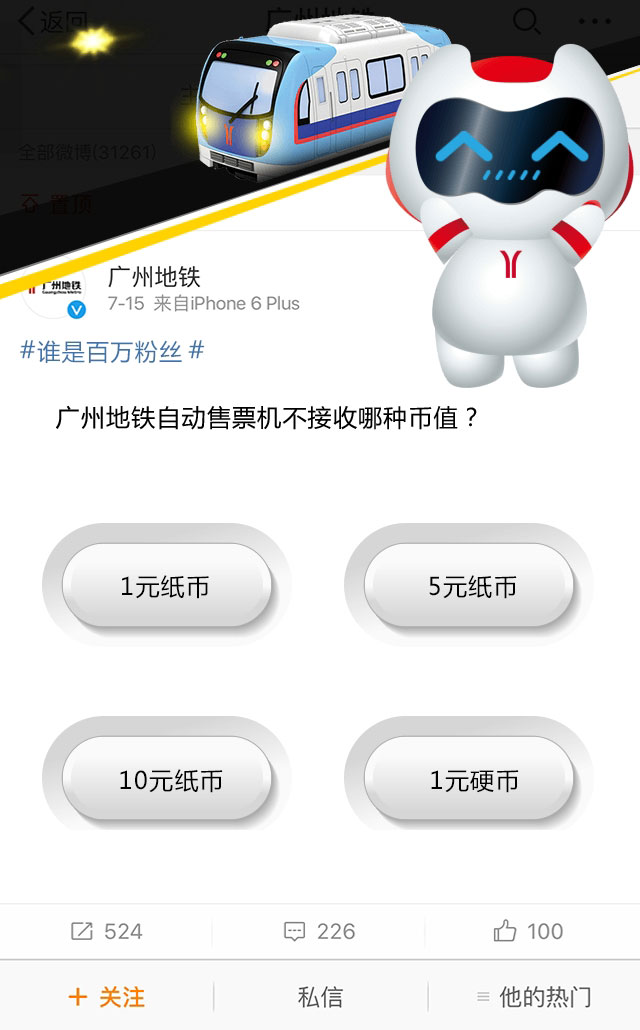 返回
广州地铁
全部微博(31261)
置顶
广州地铁
广州地铁
7-15 来自iPhone 6 Plus
#谁是百万粉丝 #
广州地铁自动售票机不接收哪种币值？
1元纸币
5元纸币
10元纸币
1元硬币
524
226
100
+ 关注
私信
≡ 他的热门